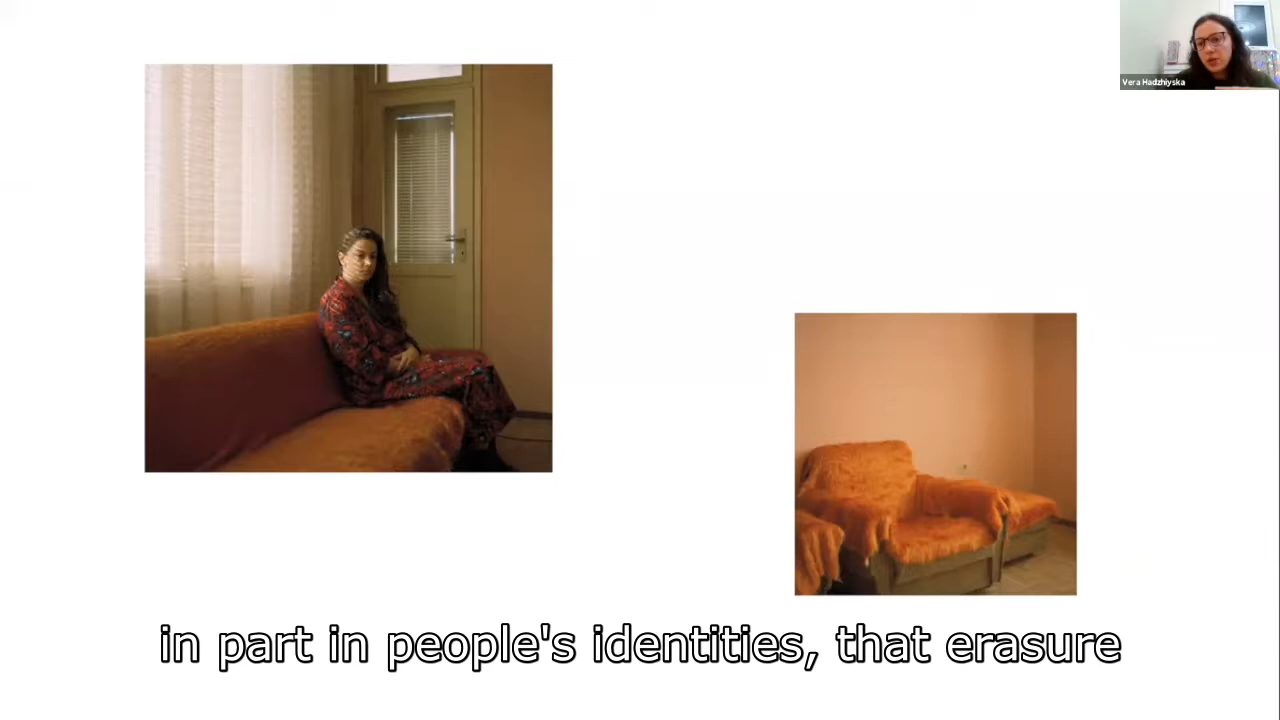 Vera Hadzhiyska
in part in people's identities, that erasure